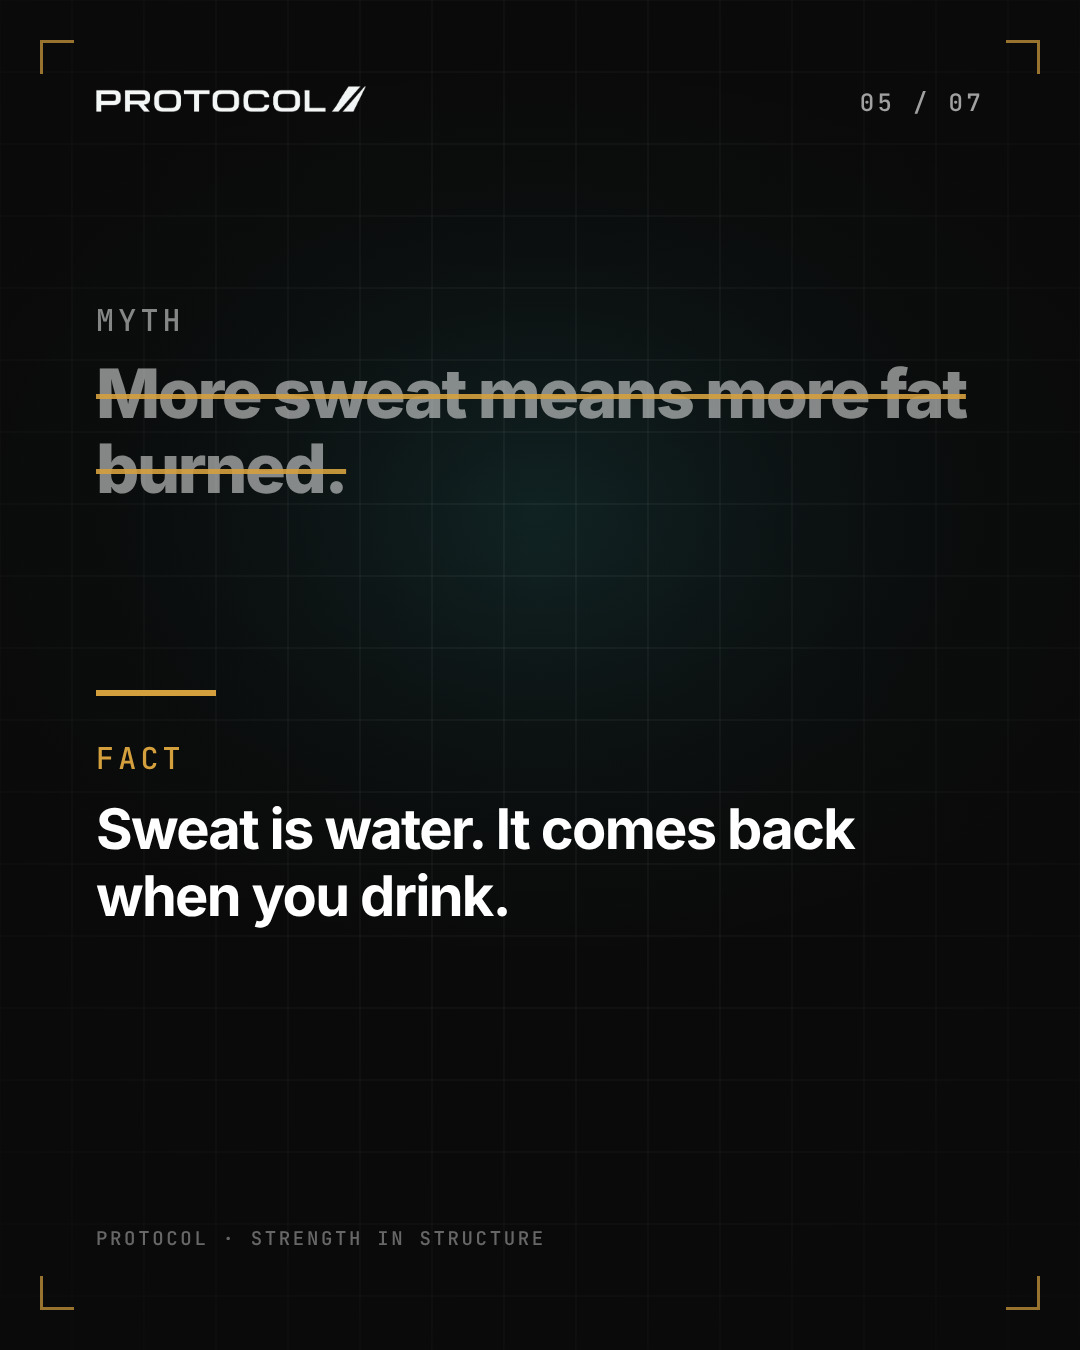 PROTOCOL
05 / 07
MYTH
More sweat means more fat
burned.
FACT
Sweat is water. It comes back
when you drink.
PROTOCOL · STRENGTH IN STRUCTURE